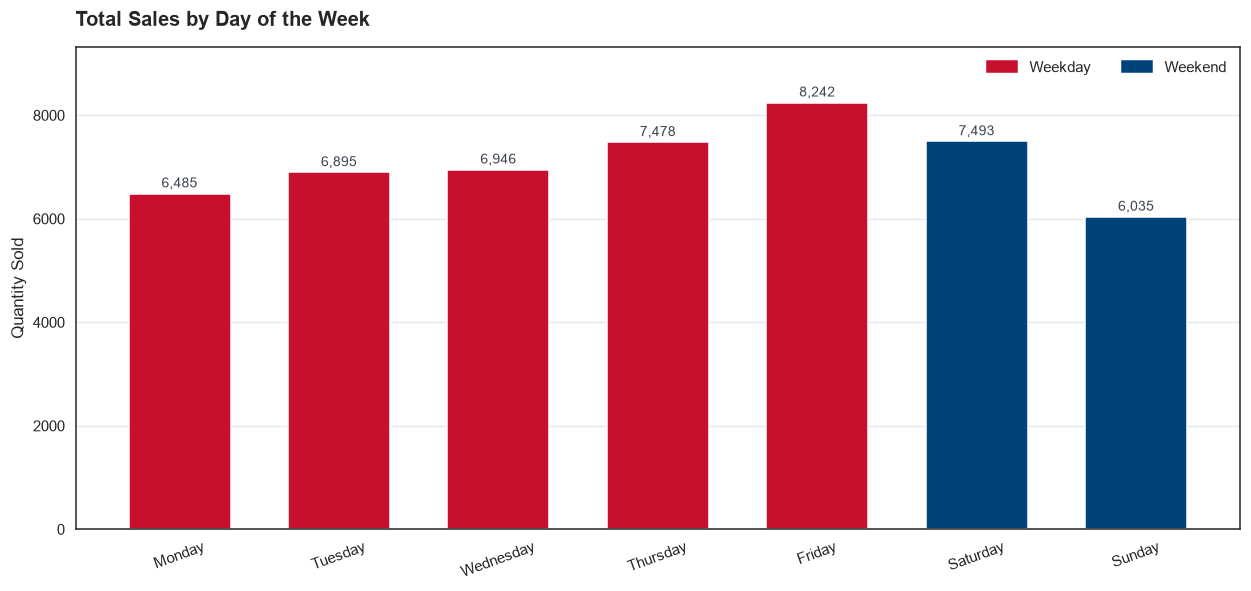 Total Sales by Day of the Week
Weekday Weekend
Quantity Sold
8000
6000
4000
2000
0
6,485
6,895
6,946
7,478
8,242
7,493
6,035
Monday
Tuesday
Wednesday
Thursday
Friday
Saturday
Sunday